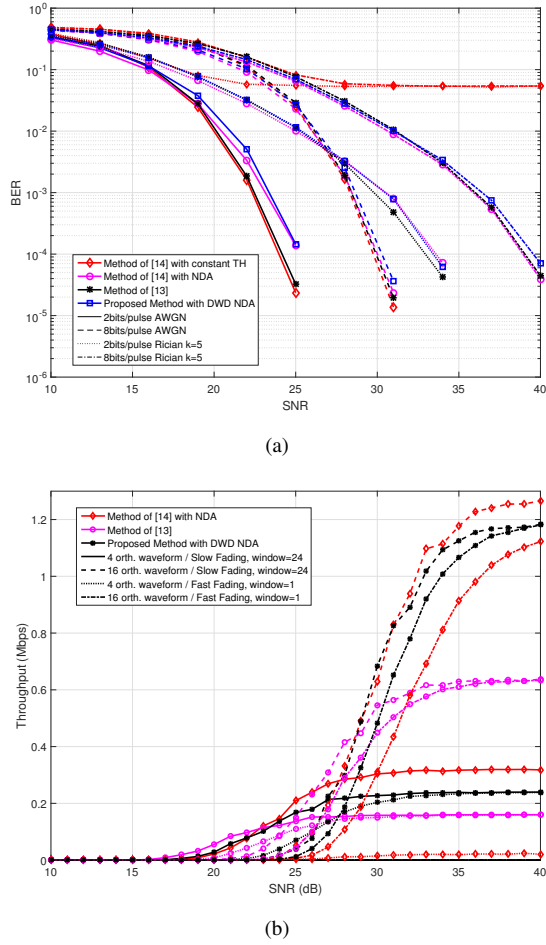 10⁰
10⁻¹
10⁻²
10⁻³
10⁻⁴
10⁻⁵
10⁻⁶
BER
Method of [14] with constant TH
Method of [14] with NDA
Method of [13]
Proposed Method with DWD NDA
2bits/pulse AWGN
8bits/pulse AWGN
2bits/pulse Rician k=5
8bits/pulse Rician k=5
10 15 20 25 30 35 40
SNR
(a)
1.2
1
0.8
0.6
0.4
0.2
0
Throughput (Mbps)
Method of [14] with NDA
Method of [13]
Proposed Method with DWD NDA
4 orth. waveform / Slow Fading, window=24
16 orth. waveform / Slow Fading, window=24
4 orth. waveform / Fast Fading, window=1
16 orth. waveform / Fast Fading, window=1
10 15 20 25 30 35 40
SNR (dB)
(b)